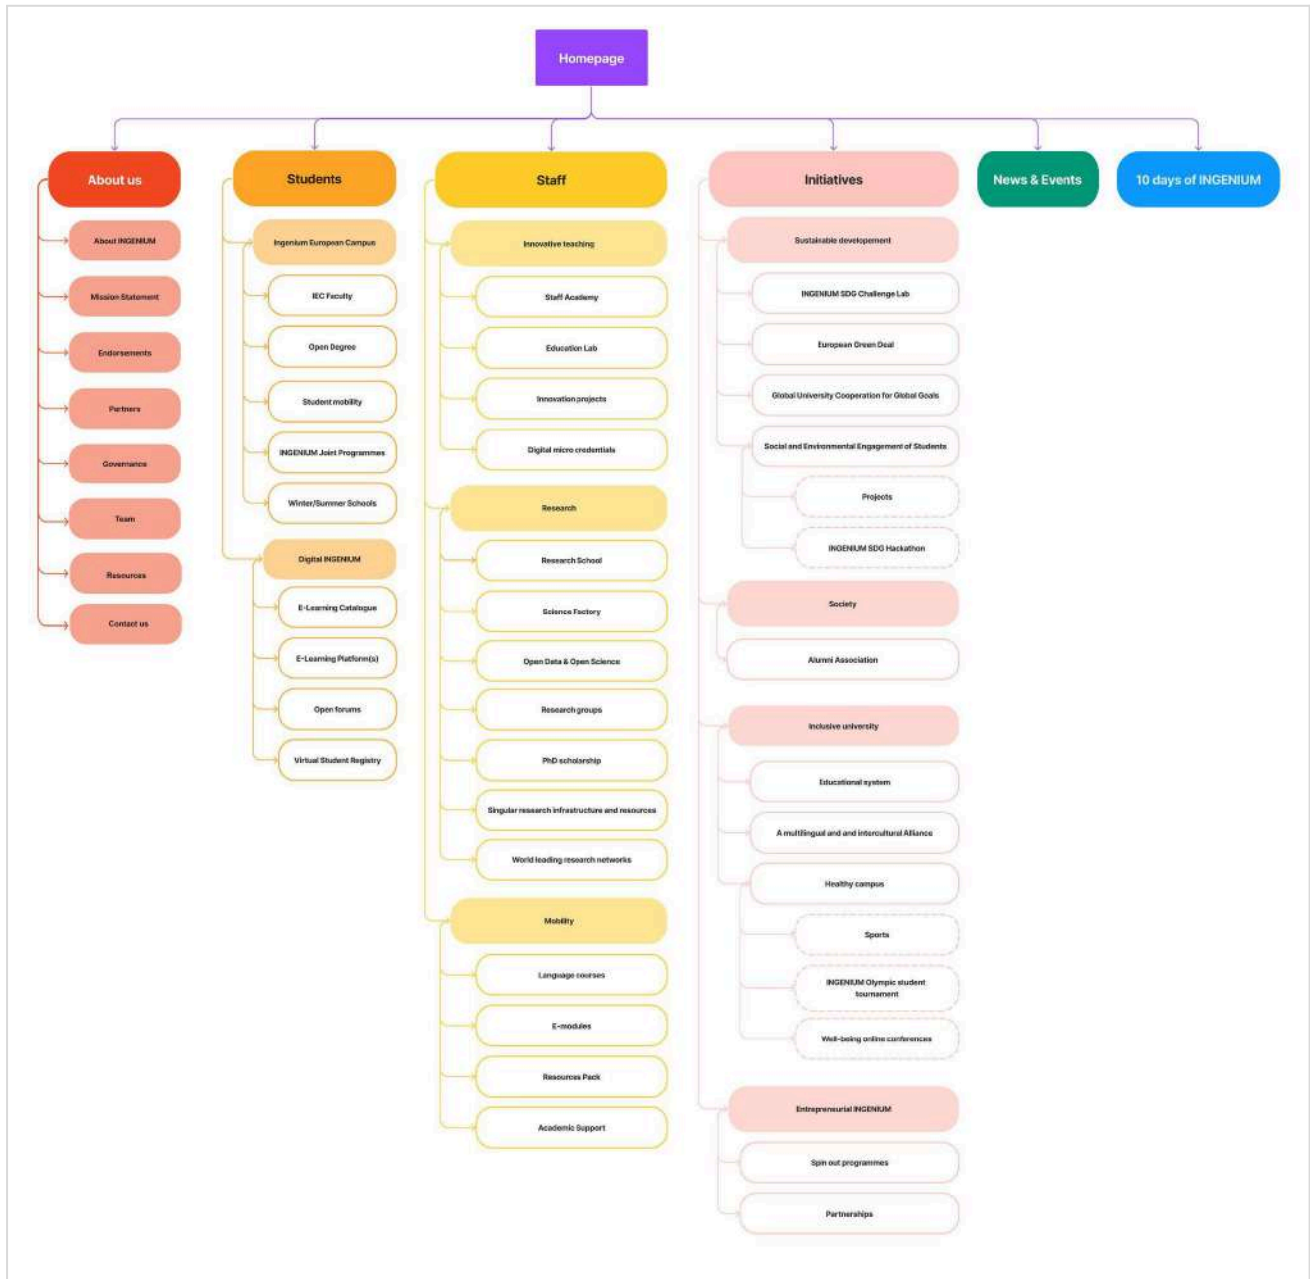 Homepage
About us
About INGENIUM
Mission Statement
Endorsements
Partners
Governance
Team
Resources
Contact us
Students
Ingenium European Campus
IEC Faculty
Open Degree
Student mobility
INGENIUM Joint Programmes
Winter/Summer Schools
Digital INGENIUM
E-Learning Catalogue
E-Learning Platform(s)
Open forums
Virtual Student Registry
Staff
Innovative teaching
Staff Academy
Education Lab
Innovation projects
Digital micro credentials
Research
Research School
Science Factory
Open Data & Open Science
Research groups
PhD scholarship
Singular research infrastructure and resources
World leading research networks
Mobility
Language courses
E-modules
Resources Pack
Academic Support
Initiatives
Sustainable developement
INGENIUM SDG Challenge Lab
European Green Deal
Global University Cooperation for Global Goals
Social and Environmental Engagement of Students
Projects
INGENIUM SDG Hackathon
Society
Alumni Association
Inclusive university
Educational system
A multilingual and and intercultural Alliance
Healthy campus
Sports
INGENIUM Olympic student
tournament
Well-being online conferences
Entrepreneurial INGENIUM
Spin out programmes
Partnerships
News & Events
10 days of INGENIUM